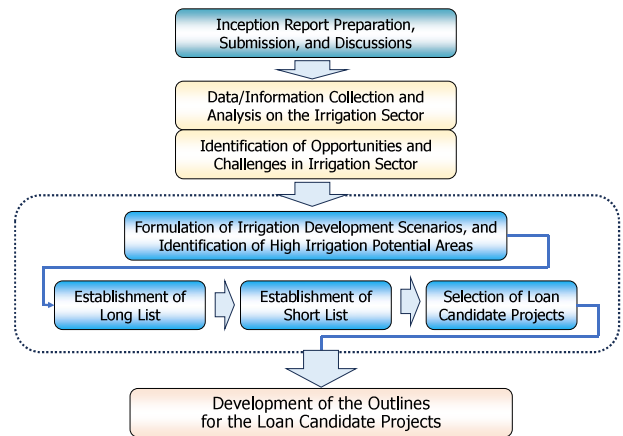 Inception Report Preparation,
Submission, and Discussions
Data/Information Collection and
Analysis on the Irrigation Sector
Identification of Opportunities and
Challenges in Irrigation Sector
Formulation of Irrigation Development Scenarios, and
Identification of High Irrigation Potential Areas
Establishment of
Long List
Establishment of
Short List
Selection of Loan
Candidate Projects
Development of the Outlines
for the Loan Candidate Projects